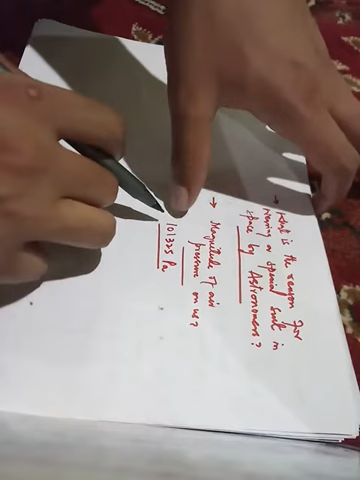 → What is the reason for
wearing a special suit in
space by Astronomers?
→ Magnitude of air
pressure on us?
101325 Pa